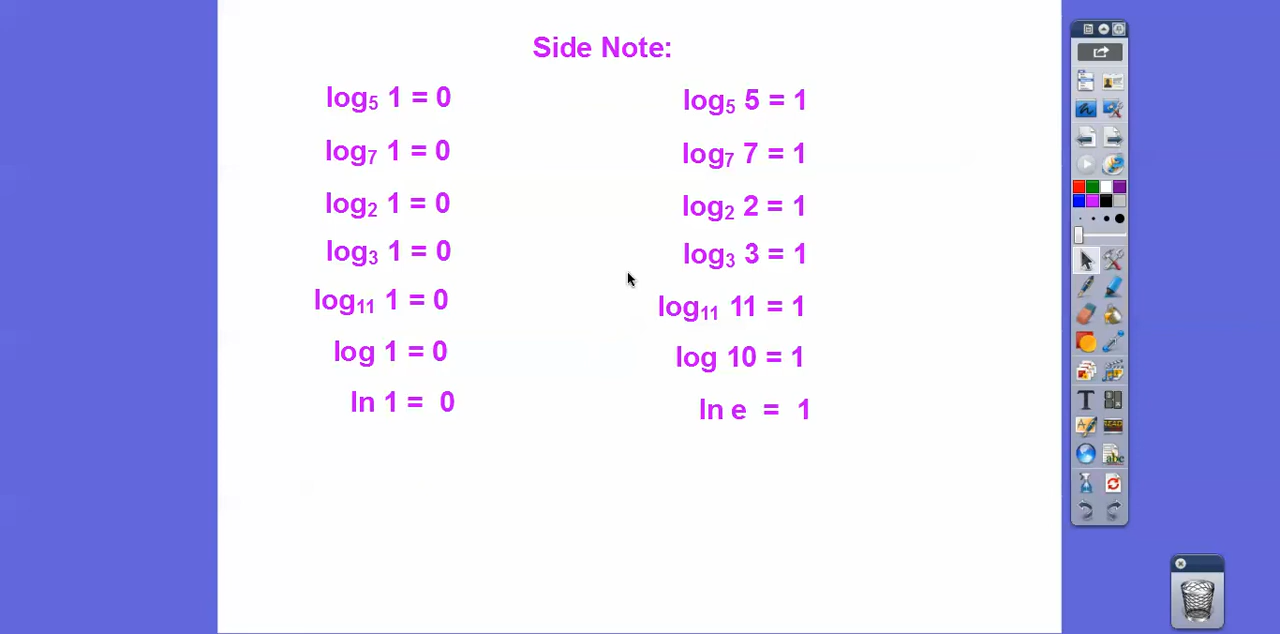 Side Note:
log₅ 1 = 0
log₅ 5 = 1
log₇ 1 = 0
log₇ 7 = 1
log₂ 1 = 0
log₂ 2 = 1
log₃ 1 = 0
log₃ 3 = 1
log₁₁ 1 = 0
log₁₁ 11 = 1
log 1 = 0
log 10 = 1
ln 1 = 0
ln e = 1